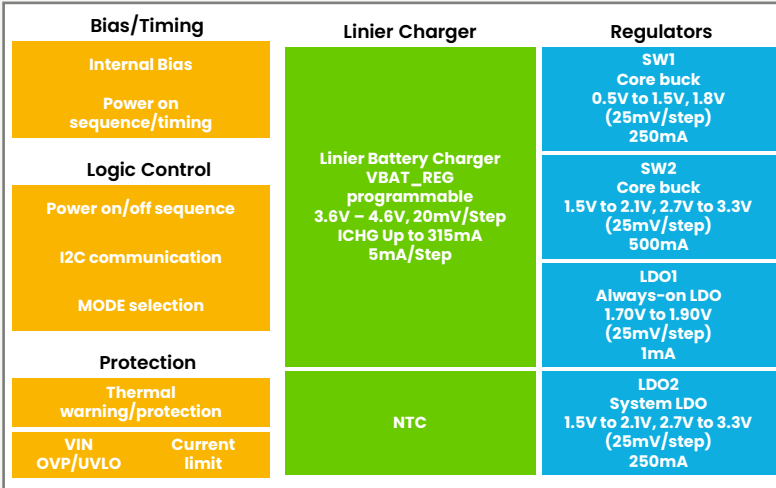 Bias/Timing
Internal Bias
Power on
sequence/timing
Logic Control
Power on/off sequence
I2C communication
MODE selection
Protection
Thermal
warning/protection
VIN
OVP/UVLO
Current
limit
Linier Charger
Linier Battery Charger
VBAT_REG
programmable
3.6V – 4.6V, 20mV/Step
ICHG Up to 315mA
5mA/Step
NTC
Regulators
SW1
Core buck
0.5V to 1.5V, 1.8V
(25mV/step)
250mA
SW2
Core buck
1.5V to 2.1V, 2.7V to 3.3V
(25mV/step)
500mA
LDO1
Always-on LDO
1.70V to 1.90V
(25mV/step)
1mA
LDO2
System LDO
1.5V to 2.1V, 2.7V to 3.3V
(25mV/step)
250mA